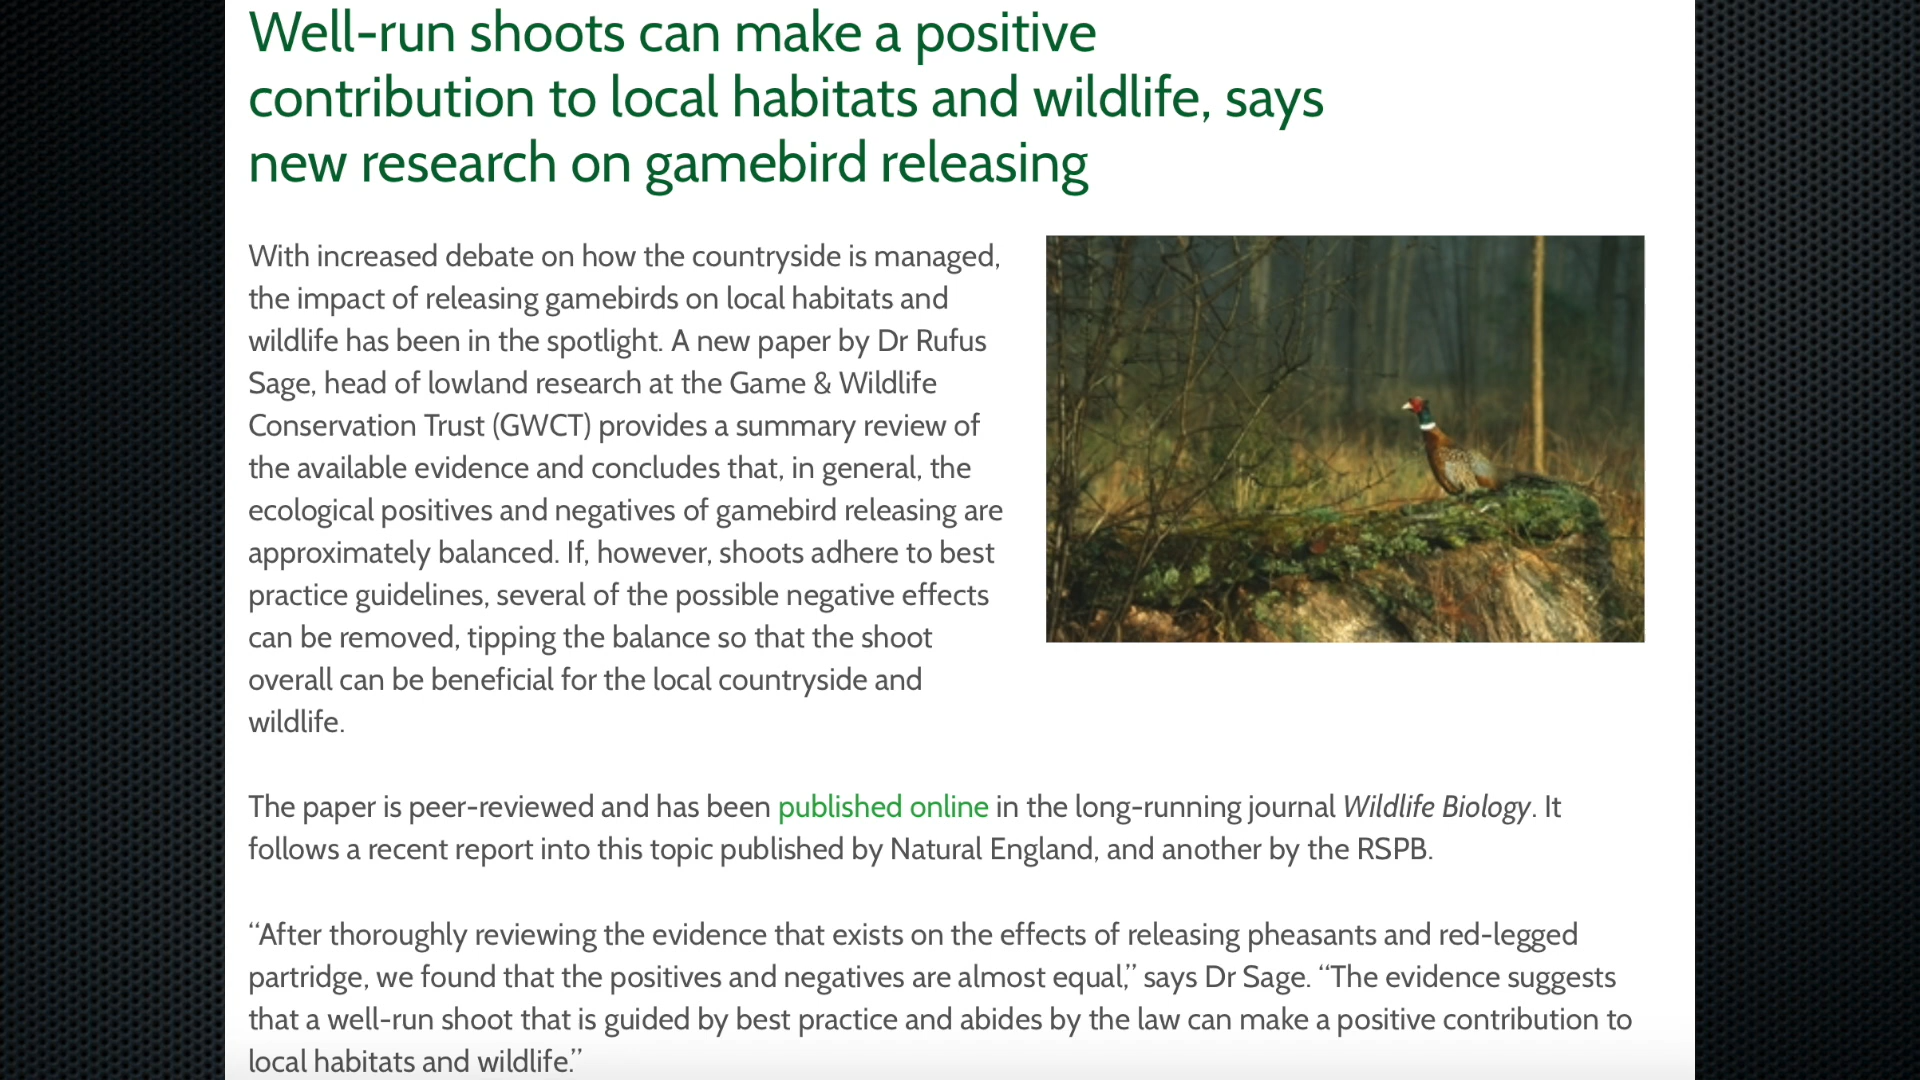 Well-run shoots can make a positive
contribution to local habitats and wildlife, says
new research on gamebird releasing
With increased debate on how the countryside is managed,
the impact of releasing gamebirds on local habitats and
wildlife has been in the spotlight. A new paper by Dr Rufus
Sage, head of lowland research at the Game & Wildlife
Conservation Trust (GWCT) provides a summary review of
the available evidence and concludes that, in general, the
ecological positives and negatives of gamebird releasing are
approximately balanced. If, however, shoots adhere to best
practice guidelines, several of the possible negative effects
can be removed, tipping the balance so that the shoot
overall can be beneficial for the local countryside and
wildlife.
The paper is peer-reviewed and has been published online in the long-running journal Wildlife Biology. It
follows a recent report into this topic published by Natural England, and another by the RSPB.
“After thoroughly reviewing the evidence that exists on the effects of releasing pheasants and red-legged
partridge, we found that the positives and negatives are almost equal,” says Dr Sage. “The evidence suggests
that a well-run shoot that is guided by best practice and abides by the law can make a positive contribution to
local habitats and wildlife.”